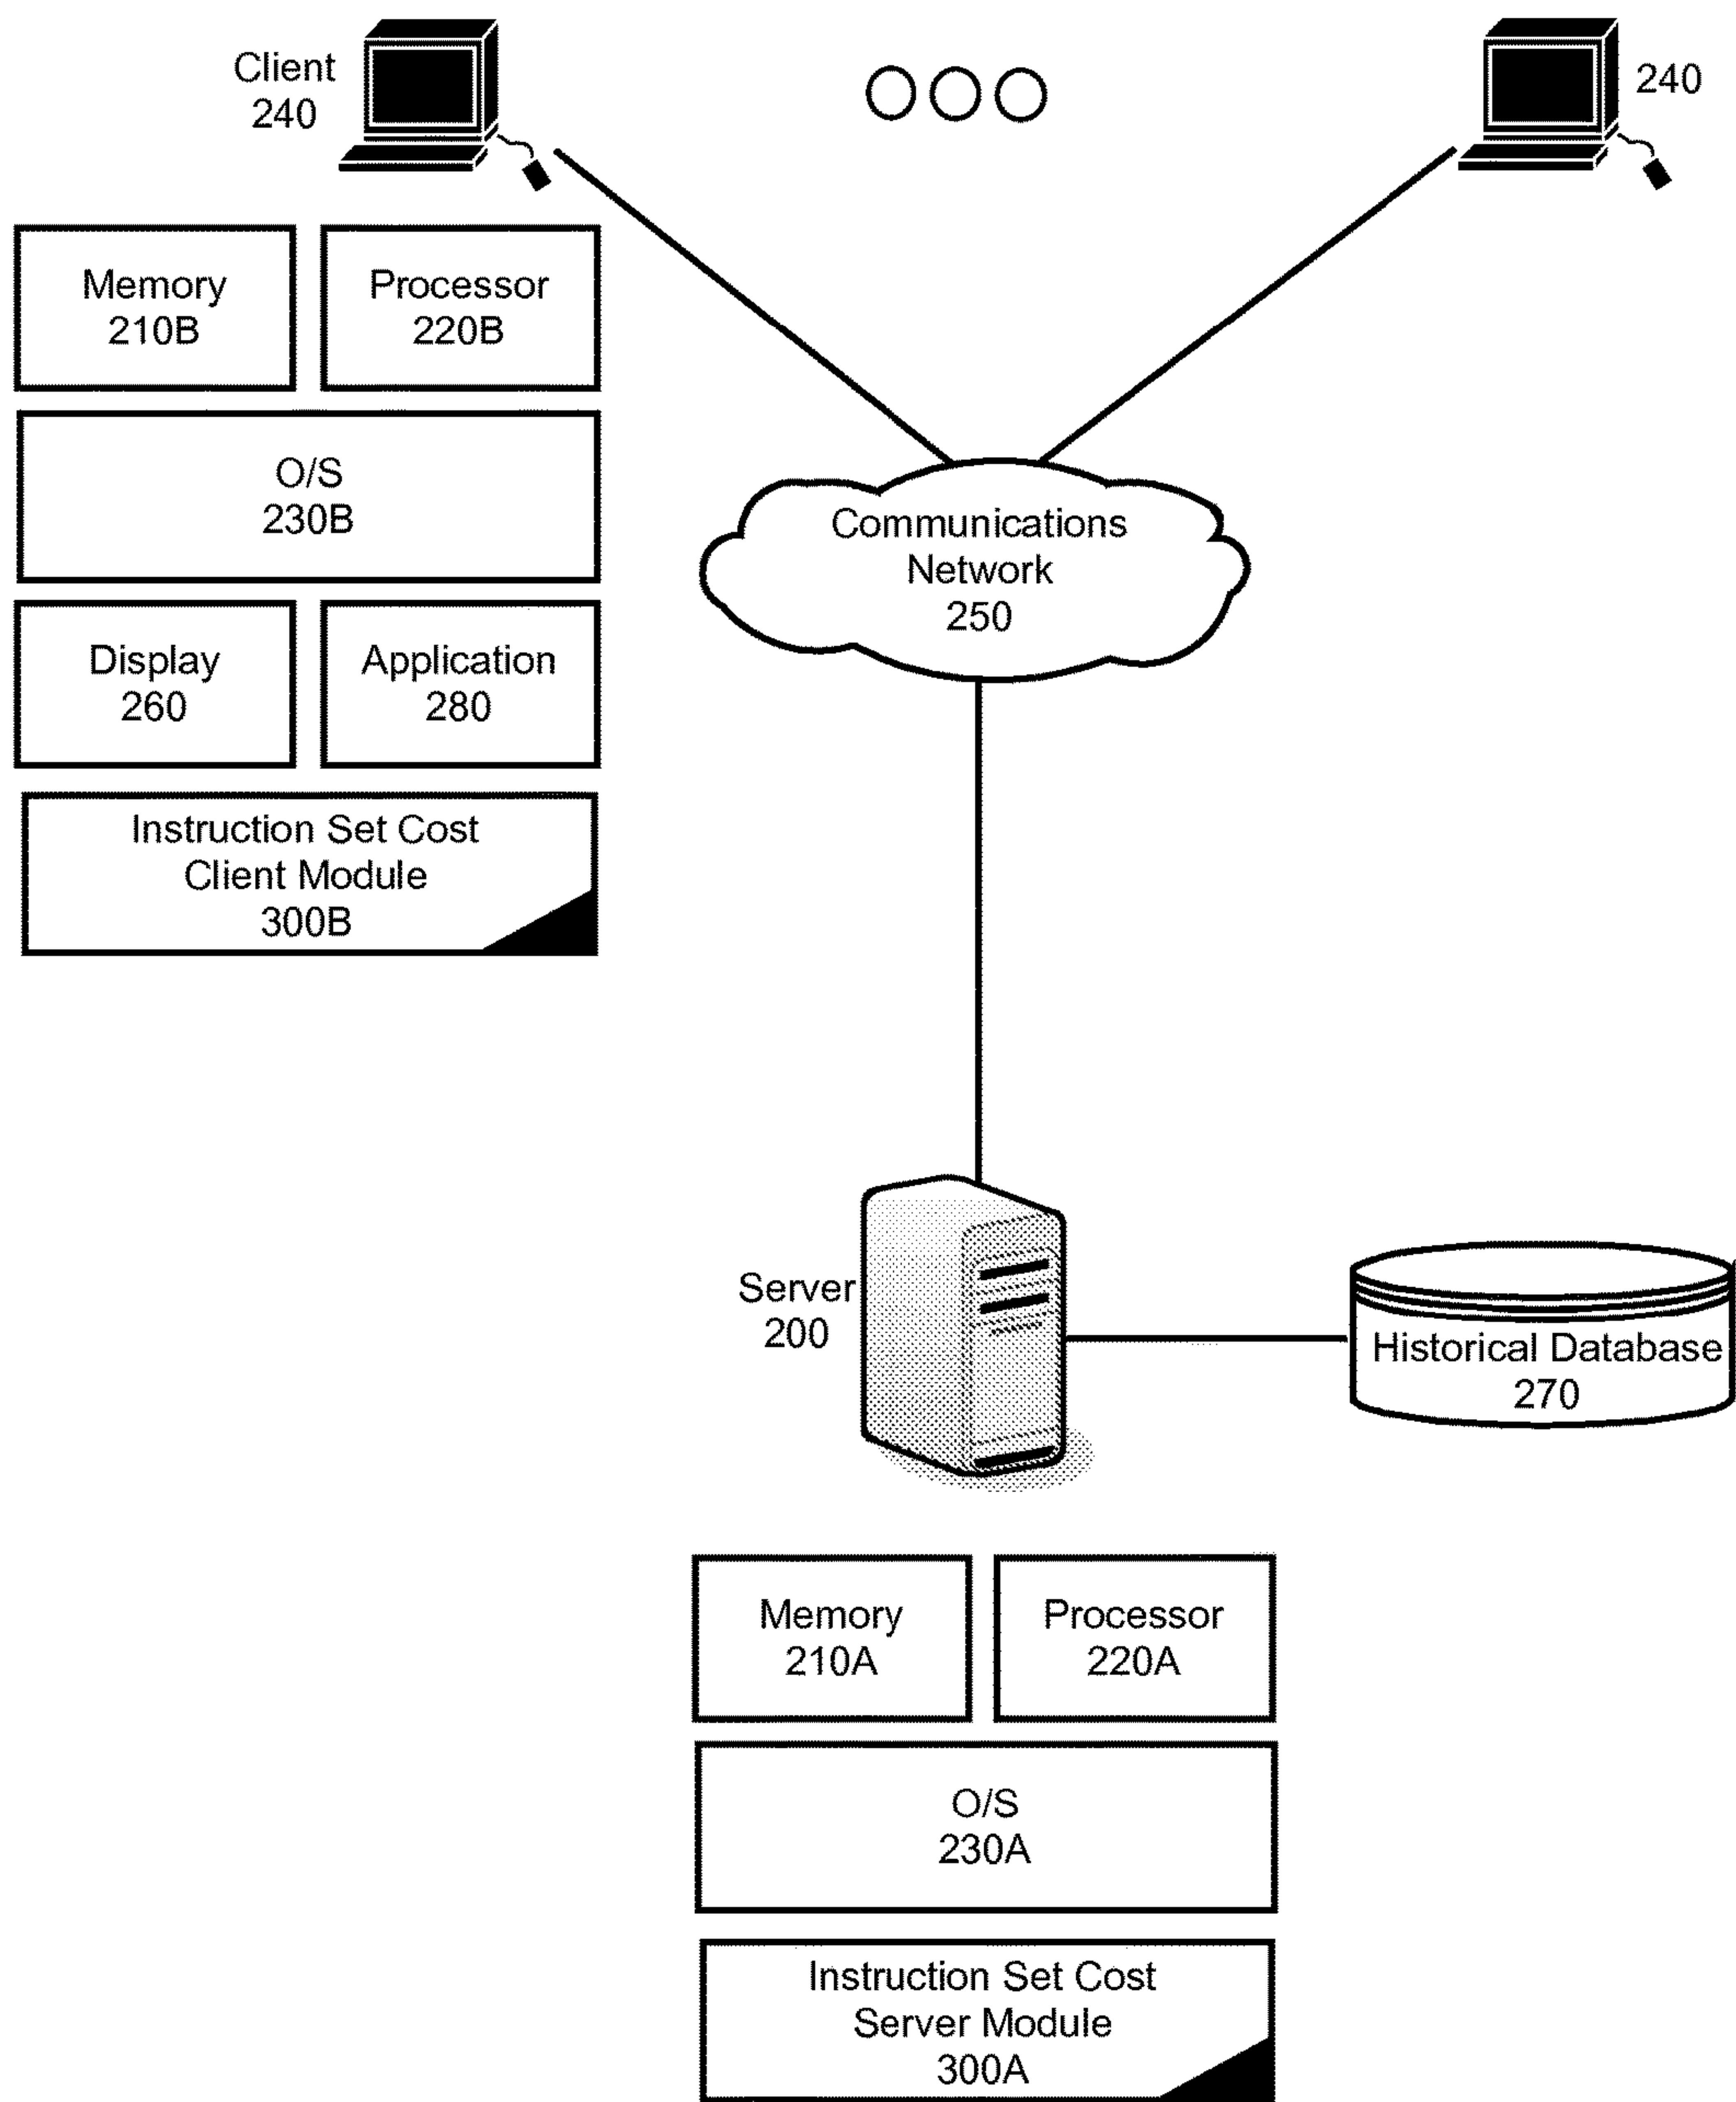 Client
240
240
Memory
210B
Processor
220B
O/S
230B
Communications
Network
250
Display
260
Application
280
Instruction Set Cost
Client Module
300B
Server
200
Historical Database
270
Memory
210A
Processor
220A
O/S
230A
Instruction Set Cost
Server Module
300A